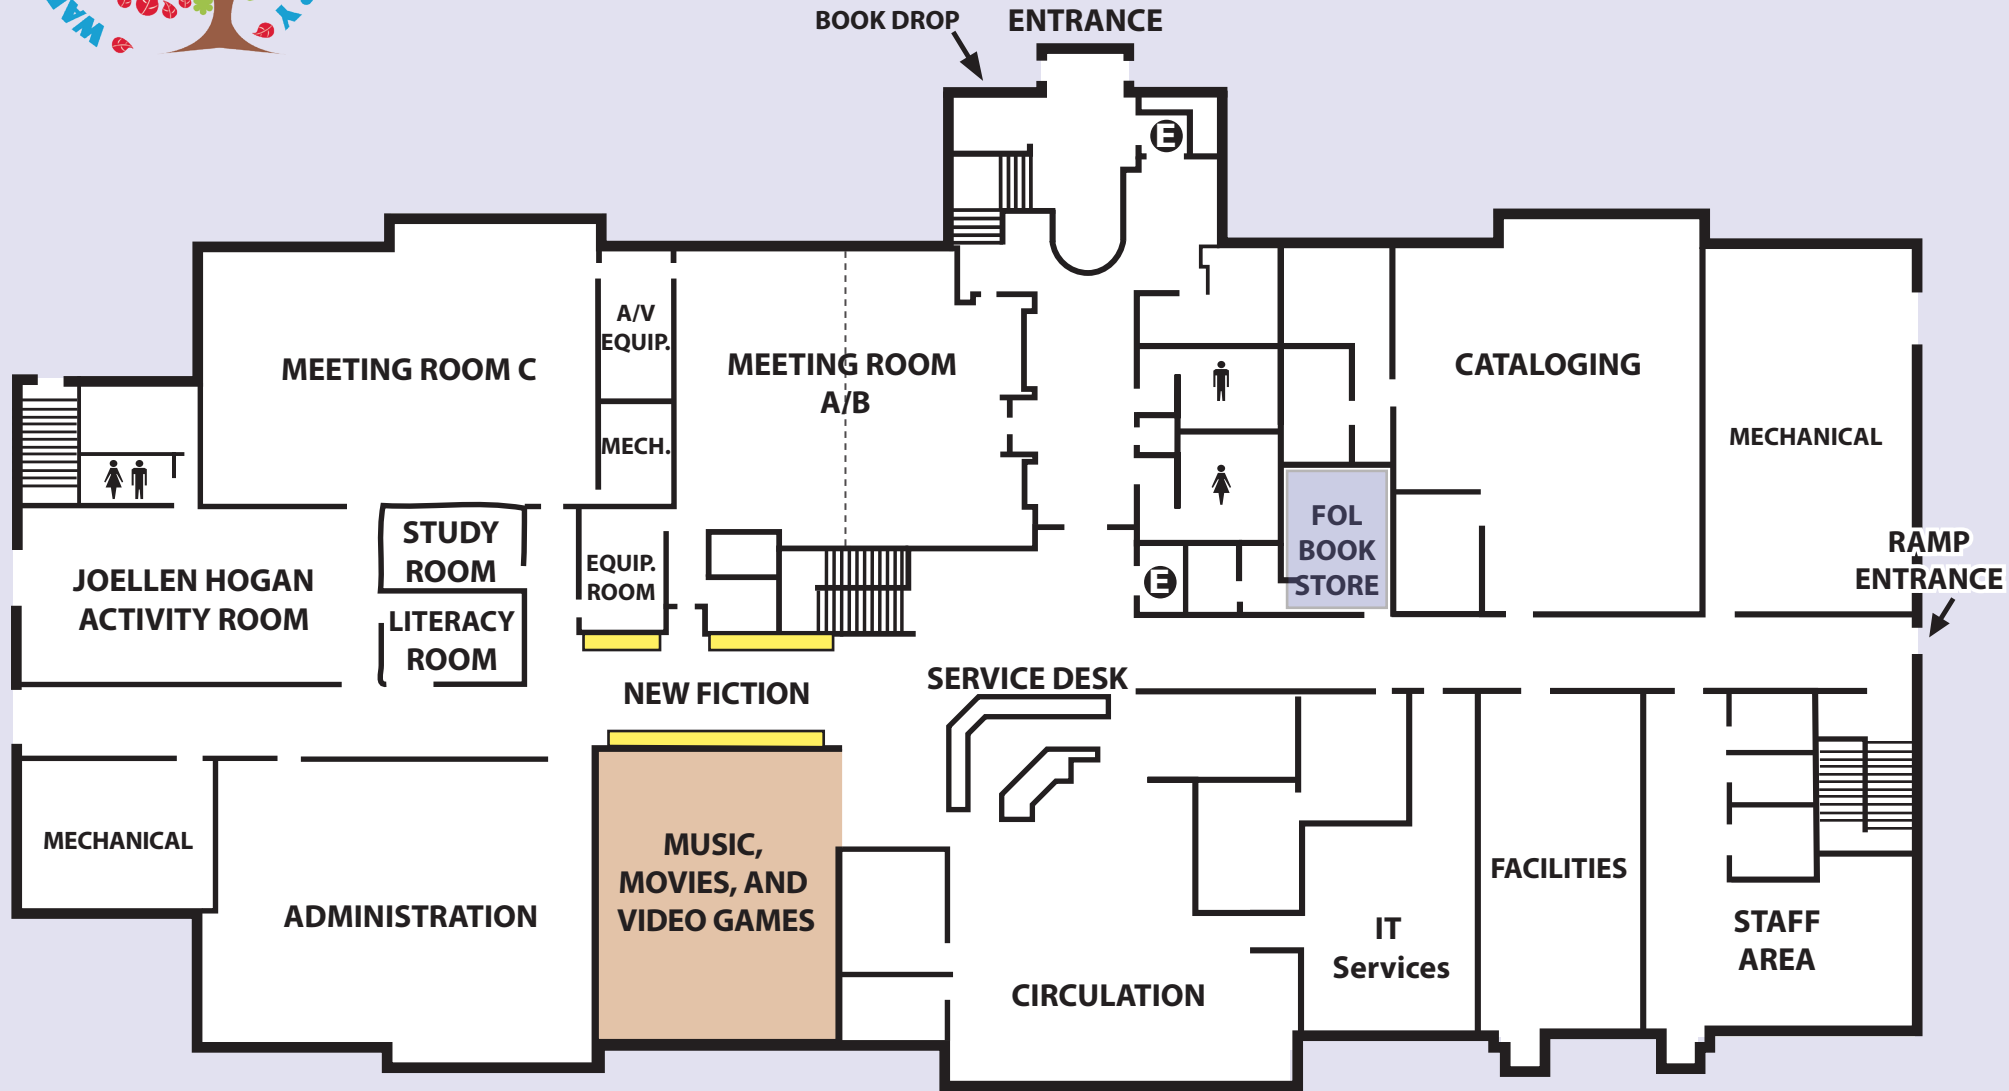 WA
Y
BOOK DROP
ENTRANCE
E
A/V
EQUIP.
MEETING ROOM C
MEETING ROOM
A/B
CATALOGING
MECH.
MECHANICAL
STUDY
ROOM
FOL
BOOK
STORE
RAMP
ENTRANCE
JOELLEN HOGAN
ACTIVITY ROOM
EQUIP.
ROOM
E
LITERACY
ROOM
SERVICE DESK
NEW FICTION
MECHANICAL
MUSIC,
MOVIES, AND
VIDEO GAMES
FACILITIES
ADMINISTRATION
IT
Services
STAFF
AREA
CIRCULATION